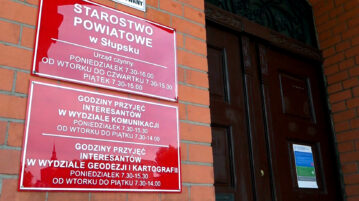 STAROSTWO
POWIATOWE
w Słupsku
Urząd czynny
PONIEDZIAŁEK 7.30-16.00
OD WTORKU DO CZWARTKU 7.30-15.30
PIĄTEK 7.30-15.00
GODZINY PRZYJĘĆ
INTERESANTÓW
W WYDZIALE KOMUNIKACJI
PONIEDZIAŁEK 7.30-15.30
OD WTORKU DO PIĄTKU 7.30-14.00
GODZINY PRZYJĘĆ
INTERESANTÓW
W WYDZIALE GEODEZJI I KARTOGRAFII
PONIEDZIAŁEK 7.30-15.30
OD WTORKU DO PIĄTKU 7.30-14.00